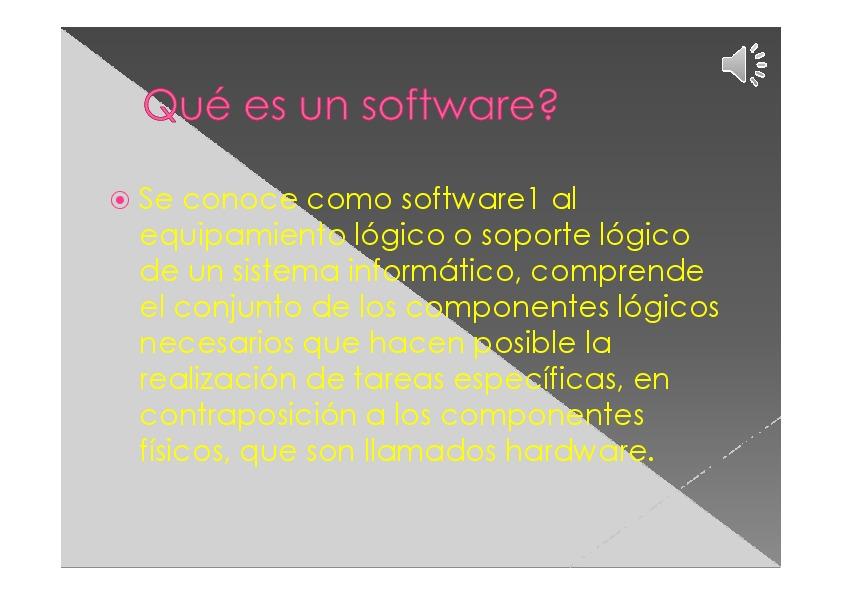 Qué es un software?
Se conoce como software1 al
equipamiento lógico o soporte lógico
de un sistema informático, comprende
el conjunto de los componentes lógicos
necesarios que hacen posible la
realización de tareas específicas, en
contraposición a los componentes
físicos, que son llamados hardware.